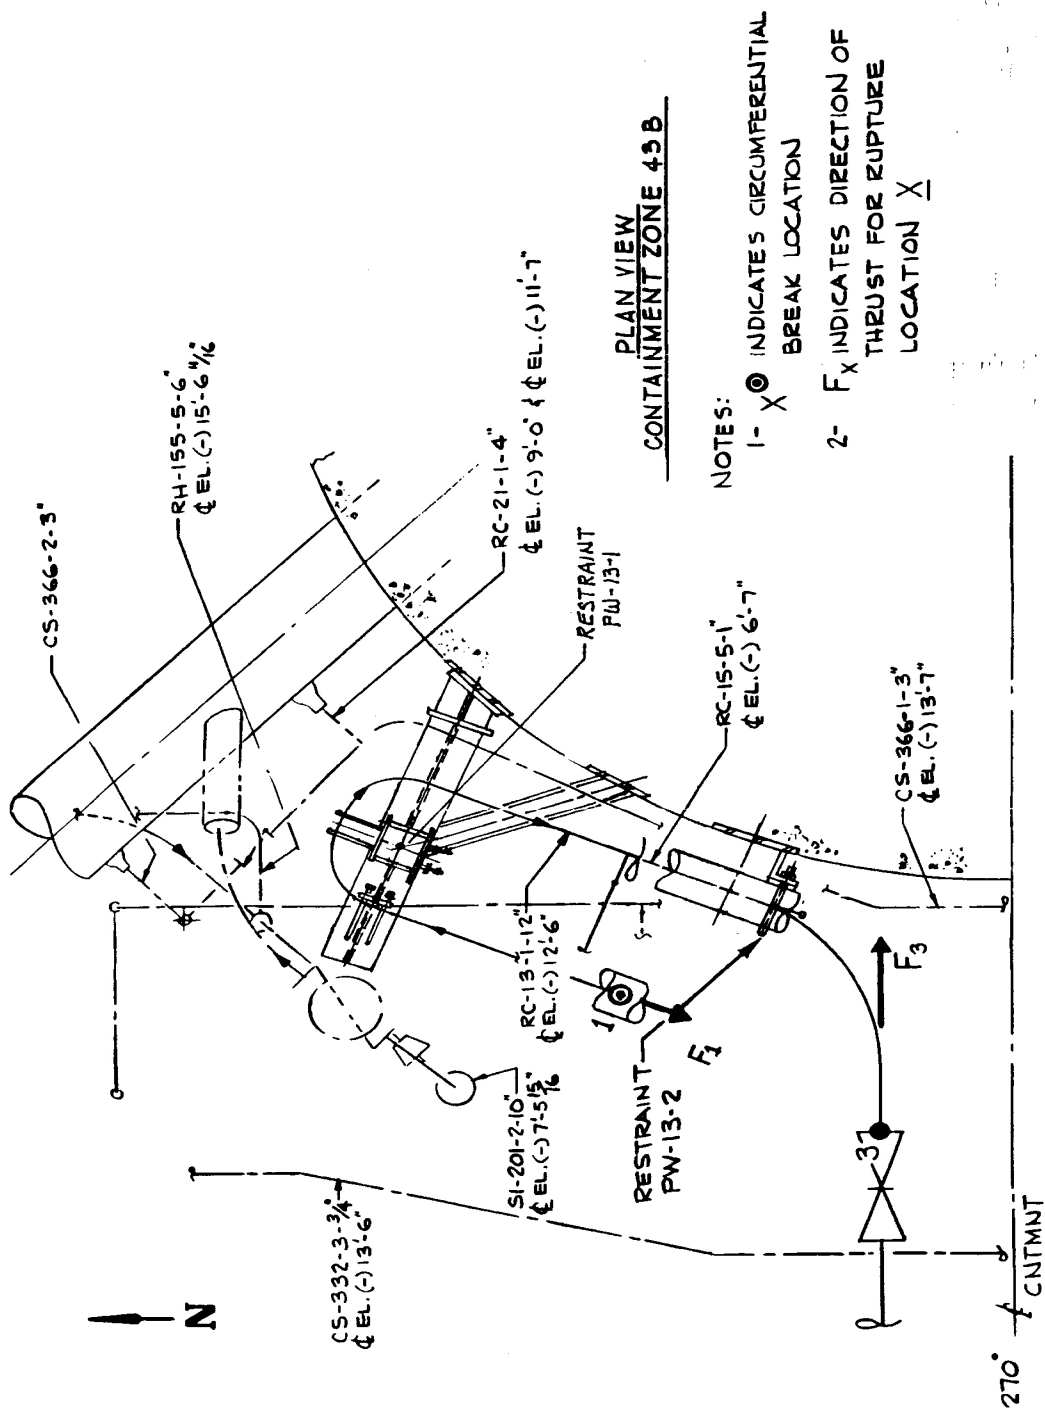 CS-366-2-3"
RH-155-5-6"
℄ EL.(-)15'-6 11/16"
RC-21-1-4"
℄ EL.(-)9'-0" & ℄ EL.(-)11'-7"
RESTRAINT
PW-13-1
RC-15-5-1"
℄ EL.(-)6'-7"
CS-366-1-3"
℄ EL.(-)13'-7"
RC-13-1-12"
℄ EL.(-)12'-6"
SI-201-2-10"
℄ EL.(-)7'-5 15/16"
CS-332-3-3/4"
℄ EL.(-)13'-6"
RESTRAINT
PW-13-2
1
F1
3
F3
N
270°
℄ CNTMNT
PLAN VIEW
CONTAINMENT ZONE 43B
NOTES:
1- X◉ INDICATES CIRCUMFERENTIAL
BREAK LOCATION
2- Fx INDICATES DIRECTION OF
THRUST FOR RUPTURE
LOCATION X